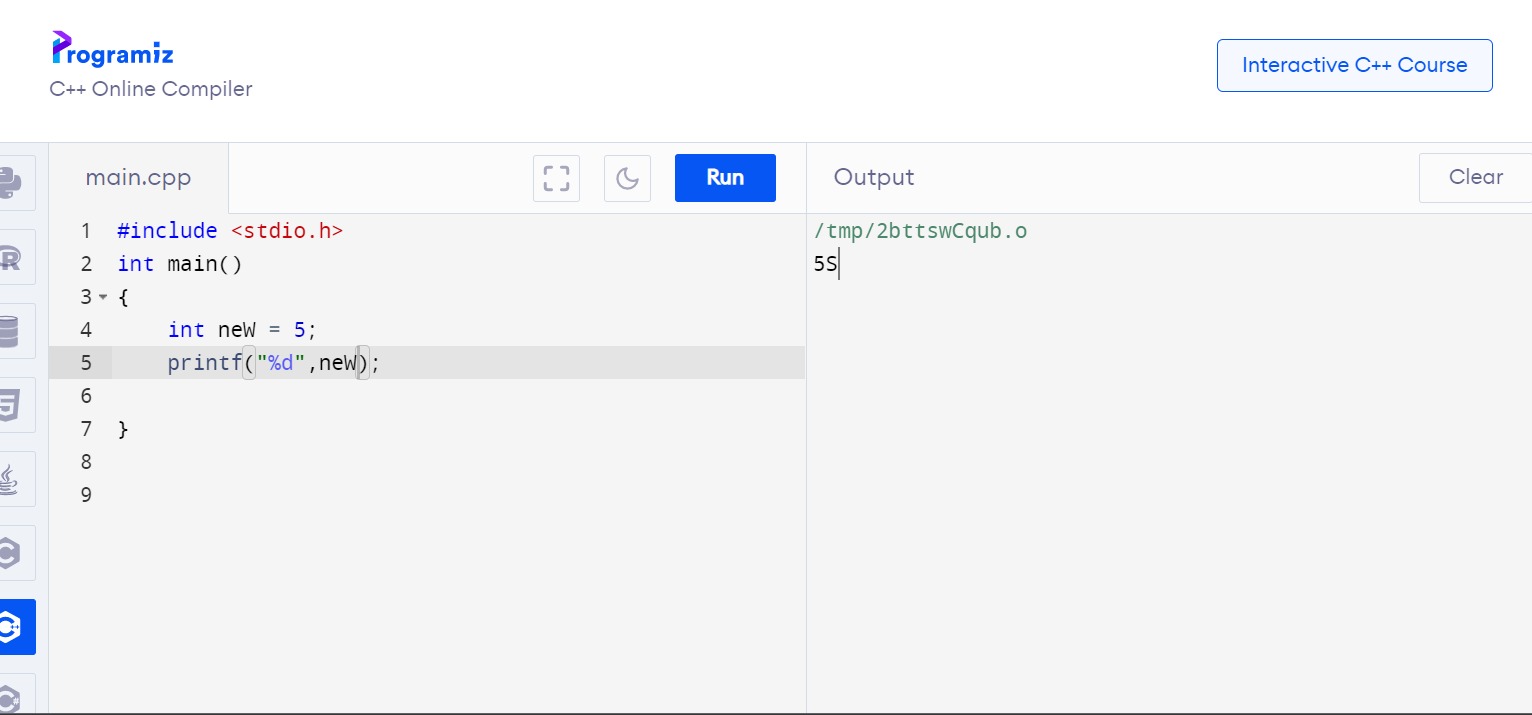 Programiz
C++ Online Compiler
Interactive C++ Course
main.cpp
Run
Output
Clear
1 #include <stdio.h>
2 int main()
3 {
4     int neW = 5;
5     printf("%d",neW);
6
7 }
8
9
/tmp/2bttswCqub.o
5S